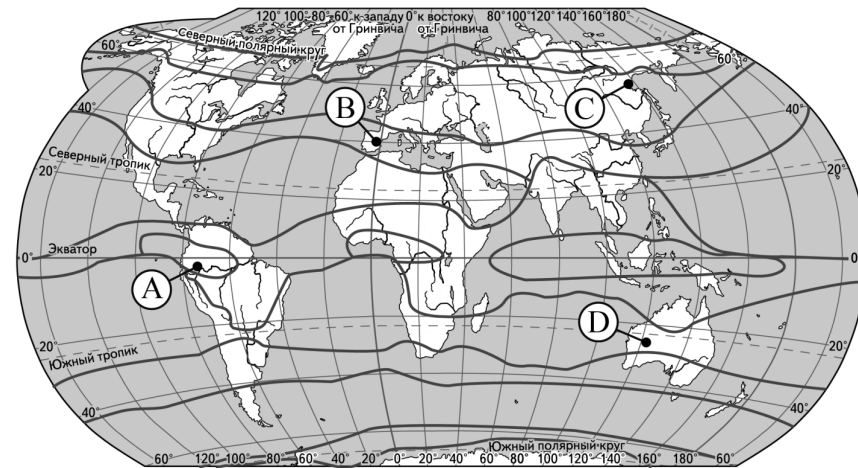 120° 100° 80° 60° к западу 0° к востоку 80° 100° 120° 140° 160° 180°
от Гринвича от Гринвича
Северный полярный круг
60° 60°
40° 40°
B C
Северный тропик
20° 20°
Экватор
0° 0°
A
D
20° 20°
Южный тропик
40° 40°
Южный полярный круг
60° 120° 100° 80° 60° 40° 20° 0° 20° 40° 60° 80° 100° 120° 140° 150° 180° 60°